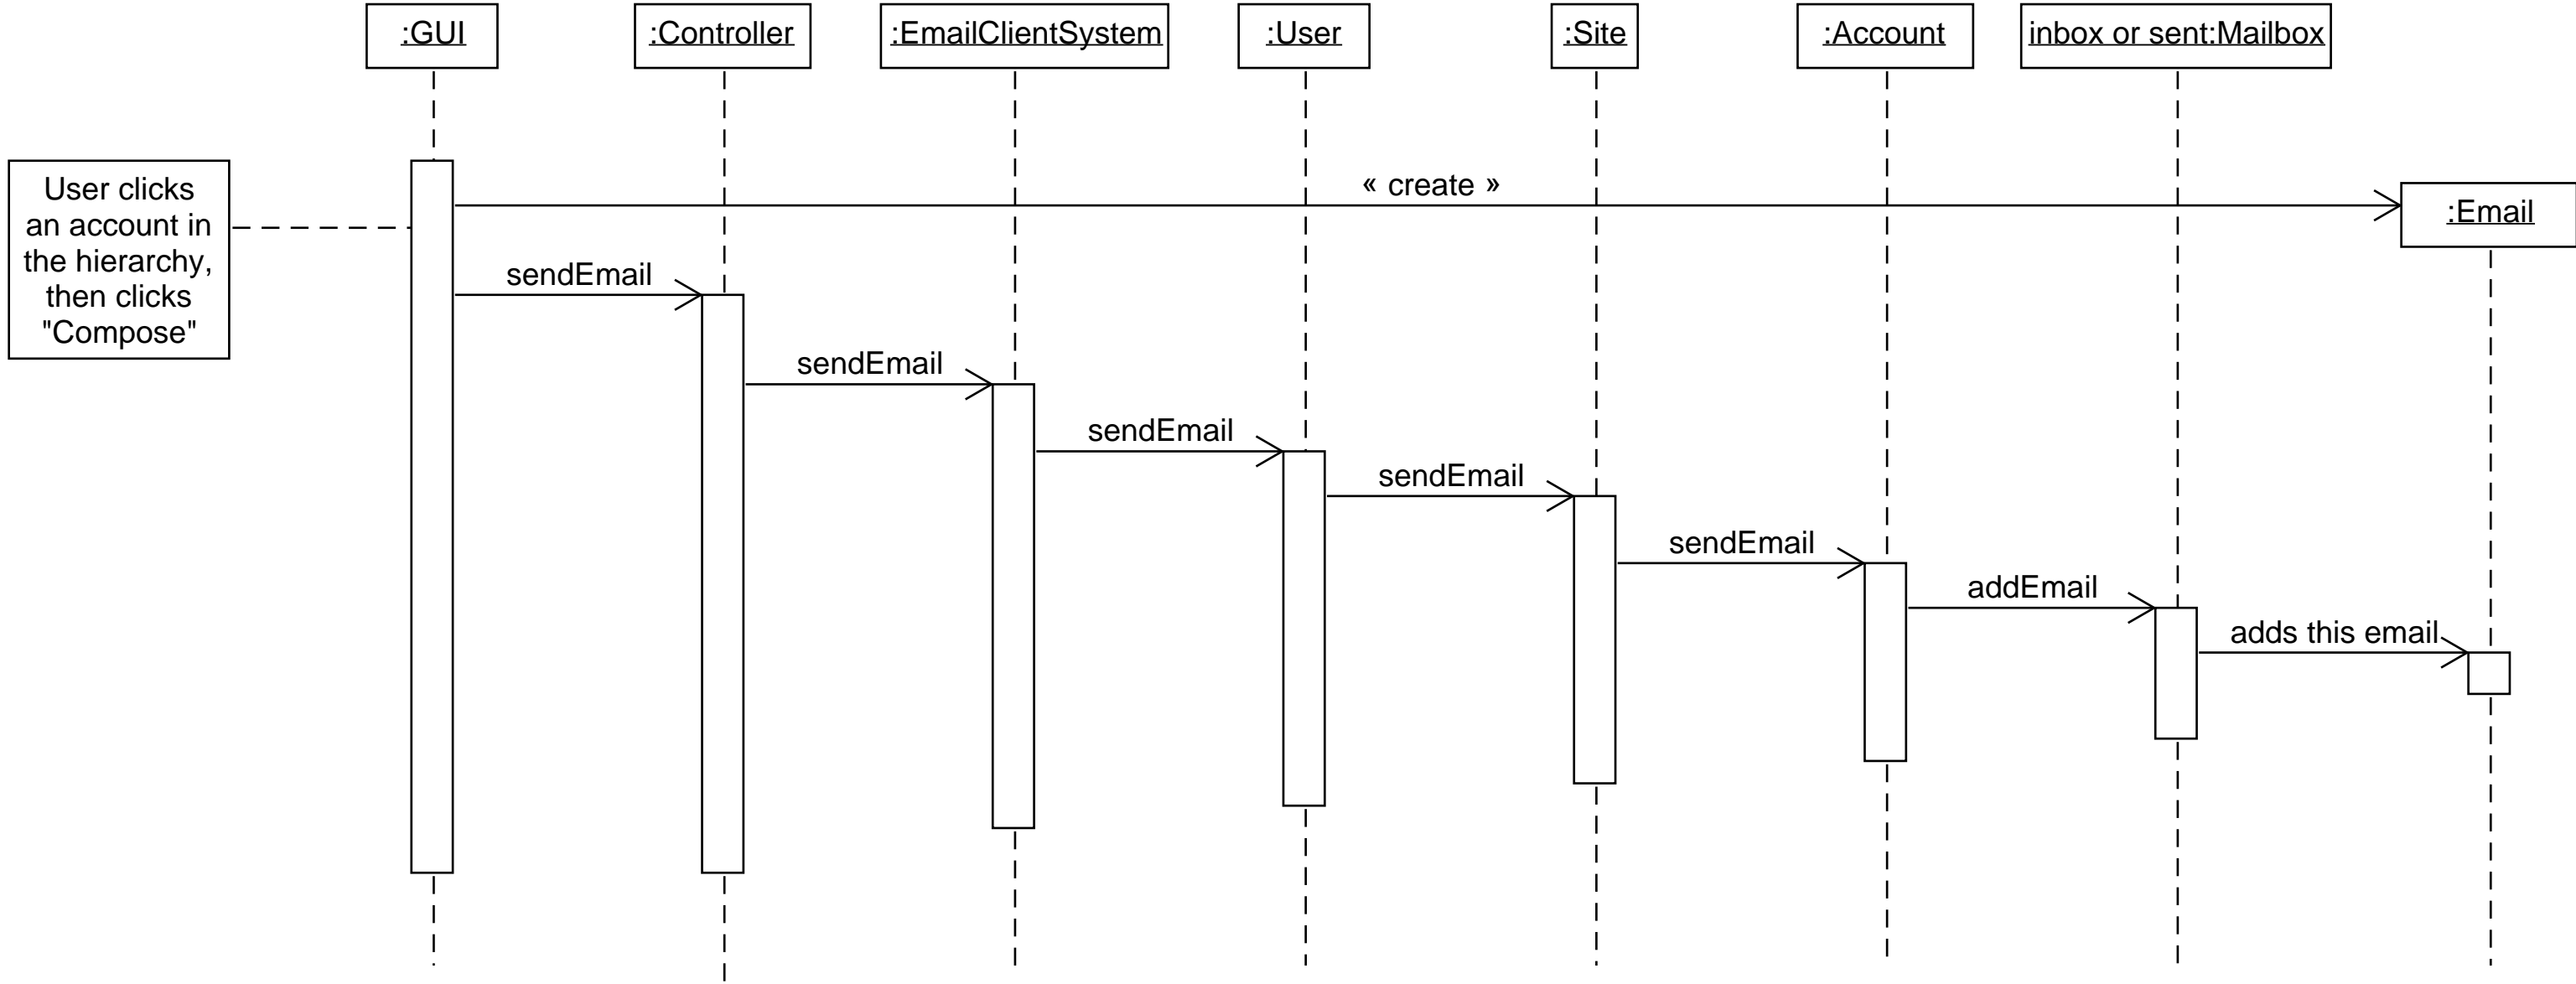 :GUI
:Controller
:EmailClientSystem
:User
:Site
:Account
inbox or sent:Mailbox
User clicks
an account in
the hierarchy,
then clicks
"Compose"
« create »
:Email
sendEmail
sendEmail
sendEmail
sendEmail
sendEmail
addEmail
adds this email